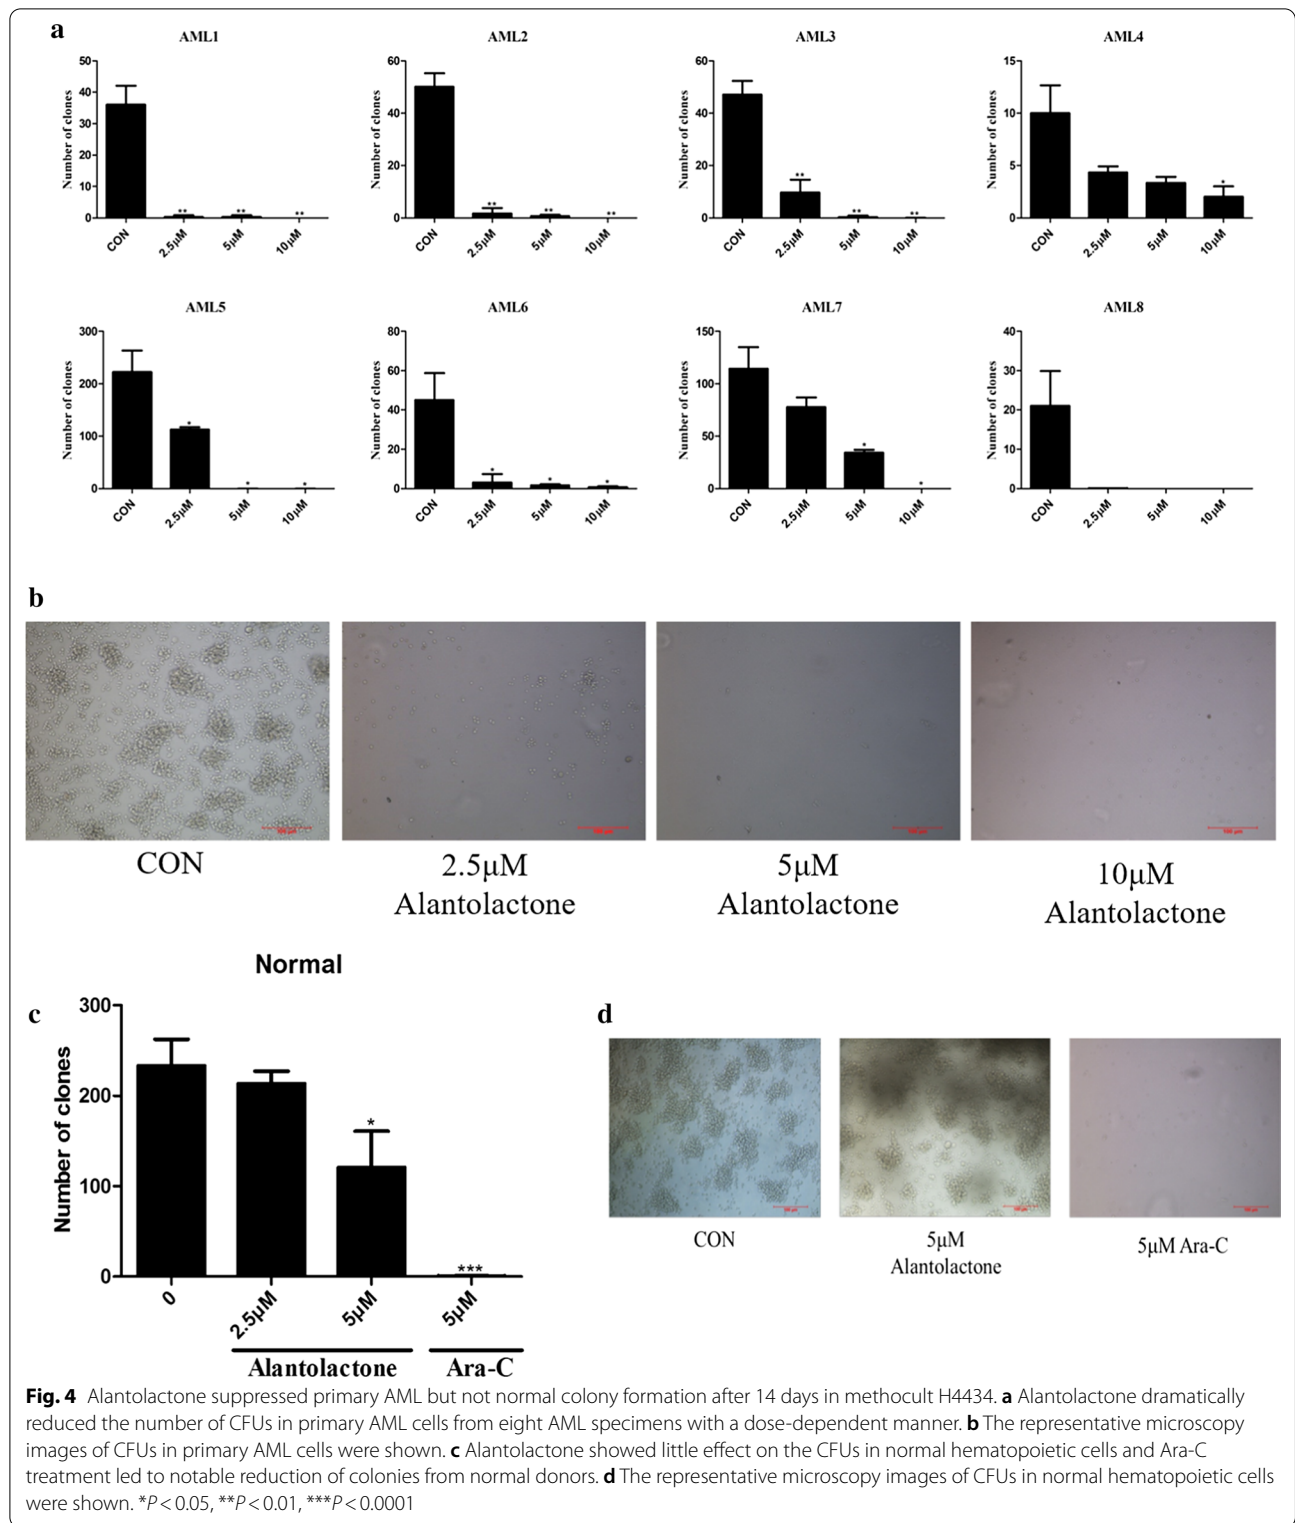 a
AML1
AML2
AML3
AML4
Number of clones
50
40
30
20
10
0
**
**
**
CON
2.5μM
5μM
10μM
Number of clones
60
40
20
0
**
**
**
CON
2.5μM
5μM
10μM
Number of clones
60
40
20
0
**
**
**
CON
2.5μM
5μM
10μM
Number of clones
15
10
5
0
*
CON
2.5μM
5μM
10μM
AML5
AML6
AML7
AML8
Number of clones
300
200
100
0
*
*
*
CON
2.5μM
5μM
10μM
Number of clones
80
60
40
20
0
*
*
*
CON
2.5μM
5μM
10μM
Number of clones
150
100
50
0
*
*
CON
2.5μM
5μM
10μM
Number of clones
40
30
20
10
0
CON
2.5μM
5μM
10μM
b
100 μm
CON
2.5μM
Alantolactone
5μM
Alantolactone
10μM
Alantolactone
c
Normal
Number of clones
300
200
100
0
*
***
0
2.5μM
5μM
5μM
Alantolactone
Ara-C
d
CON
5μM
Alantolactone
5μM Ara-C
Fig. 4 Alantolactone suppressed primary AML but not normal colony formation after 14 days in methocult H4434. a Alantolactone dramatically
reduced the number of CFUs in primary AML cells from eight AML specimens with a dose-dependent manner. b The representative microscopy
images of CFUs in primary AML cells were shown. c Alantolactone showed little effect on the CFUs in normal hematopoietic cells and Ara-C
treatment led to notable reduction of colonies from normal donors. d The representative microscopy images of CFUs in normal hematopoietic cells
were shown. *P < 0.05, **P < 0.01, ***P < 0.0001